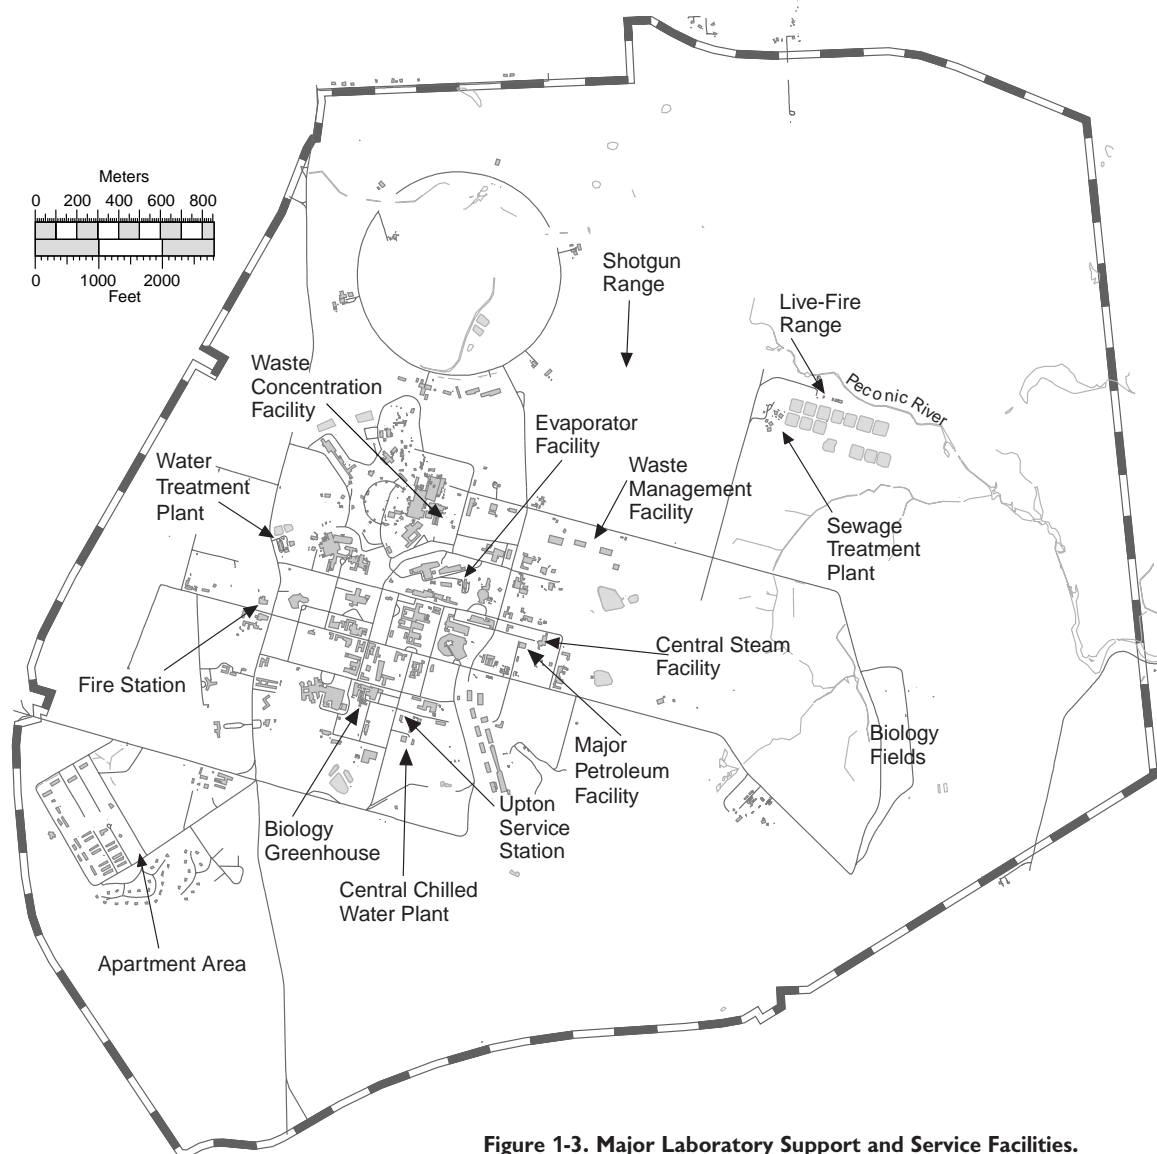 Meters
0 200 400 600 800
0 1000 2000
Feet
Shotgun
Range
Live-Fire
Range
Peconic River
Waste
Concentration
Facility
Evaporator
Facility
Water
Treatment
Plant
Waste
Management
Facility
Sewage
Treatment
Plant
Central Steam
Facility
Fire Station
Major
Petroleum
Facility
Biology
Fields
Upton
Service
Station
Biology
Greenhouse
Central Chilled
Water Plant
Apartment Area
Figure 1-3. Major Laboratory Support and Service Facilities.